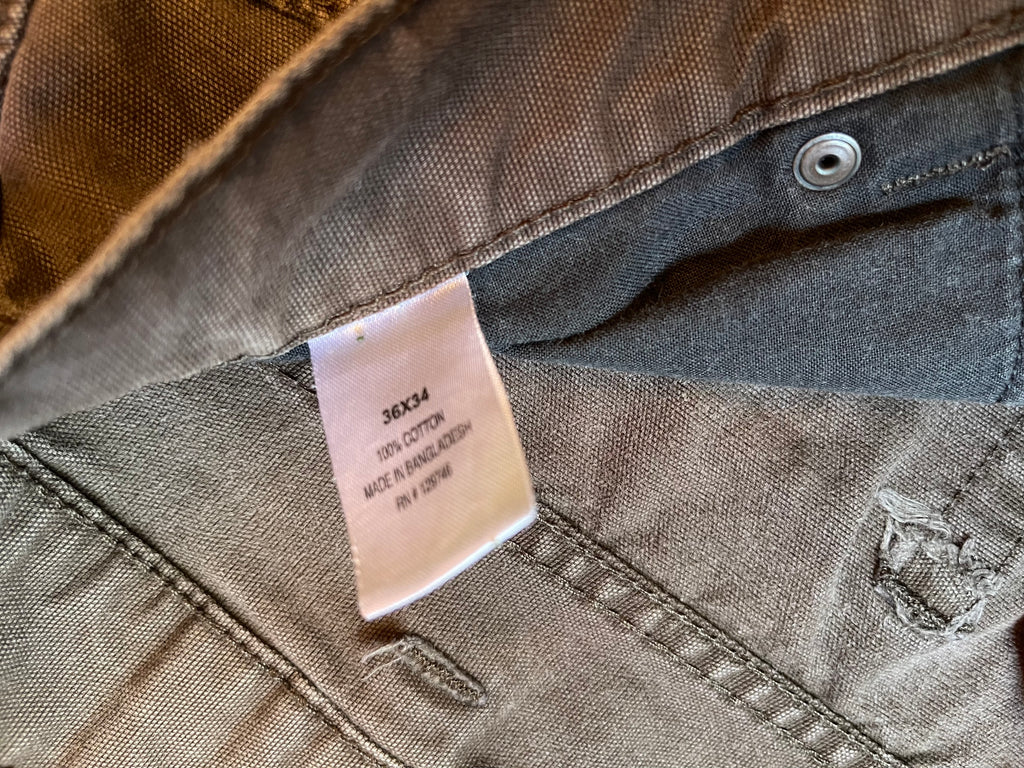 36X34
100% COTTON
MADE IN BANGLADESH
RN # 129746